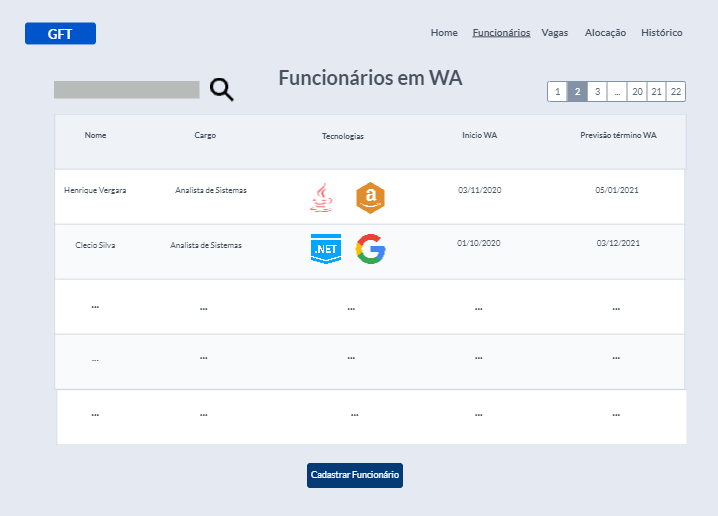 GFT
Home Funcionários Vagas Alocação Histórico
Funcionários em WA
1 2 3 ... 20 21 22
Nome Cargo Tecnologias Inicio WA Previsão término WA
Henrique Vergara Analista de Sistemas a 03/11/2020 05/01/2021
Clecio Silva Analista de Sistemas .NET G 01/10/2020 03/12/2021
... ... ... ... ...
... ... ... ... ...
... ... ... ... ...
Cadastrar Funcionário